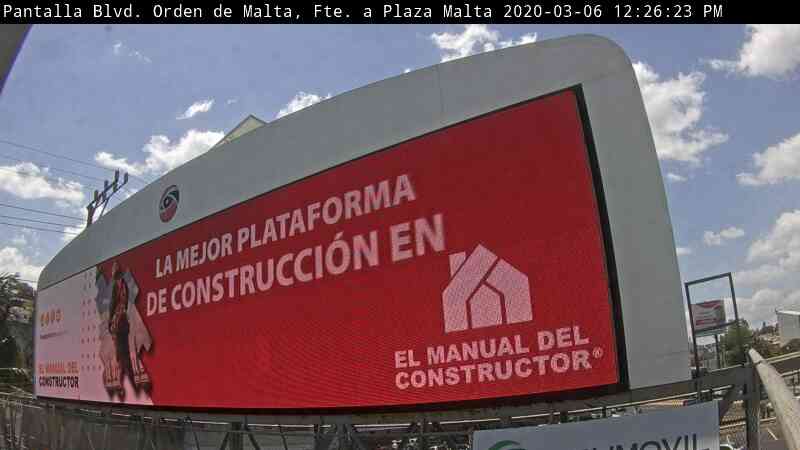 Pantalla Blvd. Orden de Malta, Fte. a Plaza Malta 2020-03-06 12:26:23 PM
LA MEJOR PLATAFORMA
DE CONSTRUCCIÓN EN
EL MANUAL DEL
CONSTRUCTOR®
EL MANUAL DEL
CONSTRUCTOR